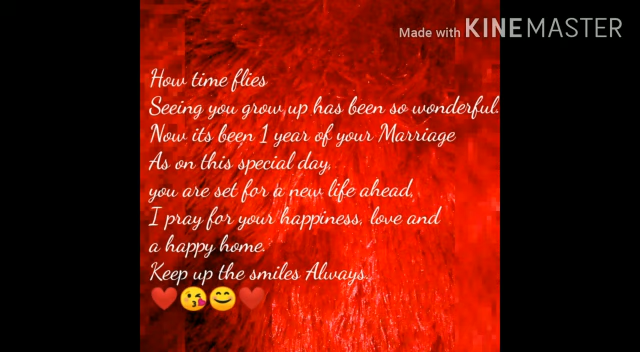 Made with KINEMASTER
How time flies
Seeing you grow up has been so wonderful.
Now its been 1 year of your Marriage
As on this special day,
you are set for a new life ahead,
I pray for your happiness, love and
a happy home.
Keep up the smiles Always.
❤️😘😊❤️